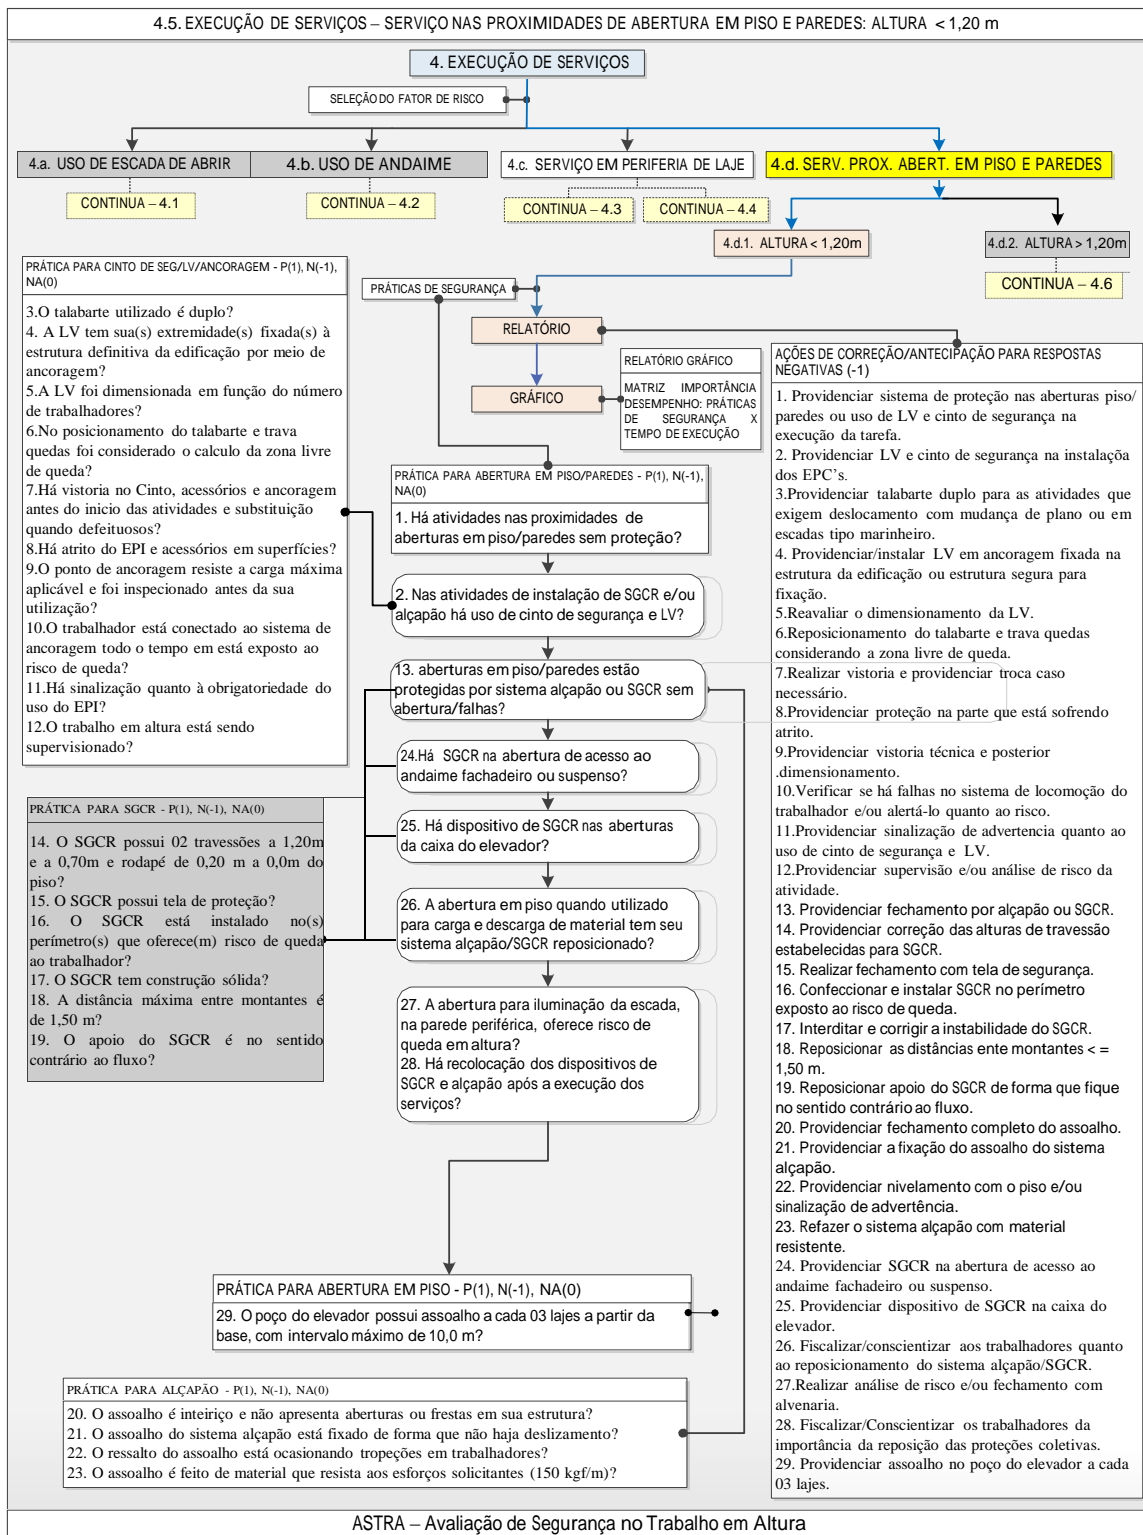 4.5. EXECUÇÃO DE SERVIÇOS – SERVIÇO NAS PROXIMIDADES DE ABERTURA EM PISO E PAREDES: ALTURA < 1,20 m
4. EXECUÇÃO DE SERVIÇOS
SELEÇÃO DO FATOR DE RISCO
4.a. USO DE ESCADA DE ABRIR
4.b. USO DE ANDAIME
4.c. SERVIÇO EM PERIFERIA DE LAJE
4.d. SERV. PROX. ABERT. EM PISO E PAREDES
CONTINUA – 4.1
CONTINUA – 4.2
CONTINUA – 4.3
CONTINUA – 4.4
4.d.1. ALTURA < 1,20m
4.d.2. ALTURA > 1,20m
CONTINUA – 4.6
PRÁTICA PARA CINTO DE SEG/LV/ANCORAGEM - P(1), N(-1),
NA(0)
3.O talabarte utilizado é duplo?
4. A LV tem sua(s) extremidade(s) fixada(s) à
estrutura definitiva da edificação por meio de
ancoragem?
5.A LV foi dimensionada em função do número
de trabalhadores?
6.No posicionamento do talabarte e trava
quedas foi considerado o calculo da zona livre
de queda?
7.Há vistoria no Cinto, acessórios e ancoragem
antes do inicio das atividades e substituição
quando defeituosos?
8.Há atrito do EPI e acessórios em superfícies?
9.O ponto de ancoragem resiste a carga máxima
aplicável e foi inspecionado antes da sua
utilização?
10.O trabalhador está conectado ao sistema de
ancoragem todo o tempo em está exposto ao
risco de queda?
11.Há sinalização quanto à obrigatoriedade do
uso do EPI?
12.O trabalho em altura está sendo
supervisionado?
PRÁTICAS DE SEGURANÇA
RELATÓRIO
GRÁFICO
RELATÓRIO GRÁFICO
MATRIZ IMPORTÂNCIA
DESEMPENHO: PRÁTICAS
DE SEGURANÇA X
TEMPO DE EXECUÇÃO
PRÁTICA PARA ABERTURA EM PISO/PAREDES - P(1), N(-1),
NA(0)
1. Há atividades nas proximidades de
aberturas em piso/paredes sem proteção?
2. Nas atividades de instalação de SGCR e/ou
alçapão há uso de cinto de segurança e LV?
13. aberturas em piso/paredes estão
protegidas por sistema alçapão ou SGCR sem
abertura/falhas?
24.Há SGCR na abertura de acesso ao
andaime fachadeiro ou suspenso?
25. Há dispositivo de SGCR nas aberturas
da caixa do elevador?
26. A abertura em piso quando utilizado
para carga e descarga de material tem seu
sistema alçapão/SGCR reposicionado?
27. A abertura para iluminação da escada,
na parede periférica, oferece risco de
queda em altura?
28. Há recolocação dos dispositivos de
SGCR e alçapão após a execução dos
serviços?
PRÁTICA PARA SGCR - P(1), N(-1), NA(0)
14. O SGCR possui 02 travessões a 1,20m
e a 0,70m e rodapé de 0,20 m a 0,0m do
piso?
15. O SGCR possui tela de proteção?
16. O SGCR está instalado no(s)
perímetro(s) que oferece(m) risco de queda
ao trabalhador?
17. O SGCR tem construção sólida?
18. A distância máxima entre montantes é
de 1,50 m?
19. O apoio do SGCR é no sentido
contrário ao fluxo?
AÇÕES DE CORREÇÃO/ANTECIPAÇÃO PARA RESPOSTAS
NEGATIVAS (-1)
1. Providenciar sistema de proteção nas aberturas piso/
paredes ou uso de LV e cinto de segurança na
execução da tarefa.
2. Providenciar LV e cinto de segurança na instalaçõa
dos EPC's.
3.Providenciar talabarte duplo para as atividades que
exigem deslocamento com mudança de plano ou em
escadas tipo marinheiro.
4. Providenciar/instalar LV em ancoragem fixada na
estrutura da edificação ou estrutura segura para
fixação.
5.Reavaliar o dimensionamento da LV.
6.Reposicionamento do talabarte e trava quedas
considerando a zona livre de queda.
7.Realizar vistoria e providenciar troca caso
necessário.
8.Providenciar proteção na parte que está sofrendo
atrito.
9.Providenciar vistoria técnica e posterior
.dimensionamento.
10.Verificar se há falhas no sistema de locomoção do
trabalhador e/ou alertá-lo quanto ao risco.
11.Providenciar sinalização de advertencia quanto ao
uso de cinto de segurança e LV.
12.Providenciar supervisão e/ou análise de risco da
atividade.
13. Providenciar fechamento por alçapão ou SGCR.
14. Providenciar correção das alturas de travessão
estabelecidas para SGCR.
15. Realizar fechamento com tela de segurança.
16. Confeccionar e instalar SGCR no perímetro
exposto ao risco de queda.
17. Interditar e corrigir a instabilidade do SGCR.
18. Reposicionar as distâncias ente montantes < =
1,50 m.
19. Reposicionar apoio do SGCR de forma que fique
no sentido contrário ao fluxo.
20. Providenciar fechamento completo do assoalho.
21. Providenciar a fixação do assoalho do sistema
alçapão.
22. Providenciar nivelamento com o piso e/ou
sinalização de advertência.
23. Refazer o sistema alçapão com material
resistente.
24. Providenciar SGCR na abertura de acesso ao
andaime fachadeiro ou suspenso.
25. Providenciar dispositivo de SGCR na caixa do
elevador.
26. Fiscalizar/conscientizar aos trabalhadores quanto
ao reposicionamento do sistema alçapão/SGCR.
27.Realizar análise de risco e/ou fechamento com
alvenaria.
28. Fiscalizar/Conscientizar os trabalhadores da
importância da reposição das proteções coletivas.
29. Providenciar assoalho no poço do elevador a cada
03 lajes.
PRÁTICA PARA ABERTURA EM PISO - P(1), N(-1), NA(0)
29. O poço do elevador possui assoalho a cada 03 lajes a partir da
base, com intervalo máximo de 10,0 m?
PRÁTICA PARA ALÇAPÃO - P(1), N(-1), NA(0)
20. O assoalho é inteiriço e não apresenta aberturas ou frestas em sua estrutura?
21. O assoalho do sistema alçapão está fixado de forma que não haja deslizamento?
22. O ressalto do assoalho está ocasionando tropeções em trabalhadores?
23. O assoalho é feito de material que resista aos esforços solicitantes (150 kgf/m)?
ASTRA – Avaliação de Segurança no Trabalho em Altura